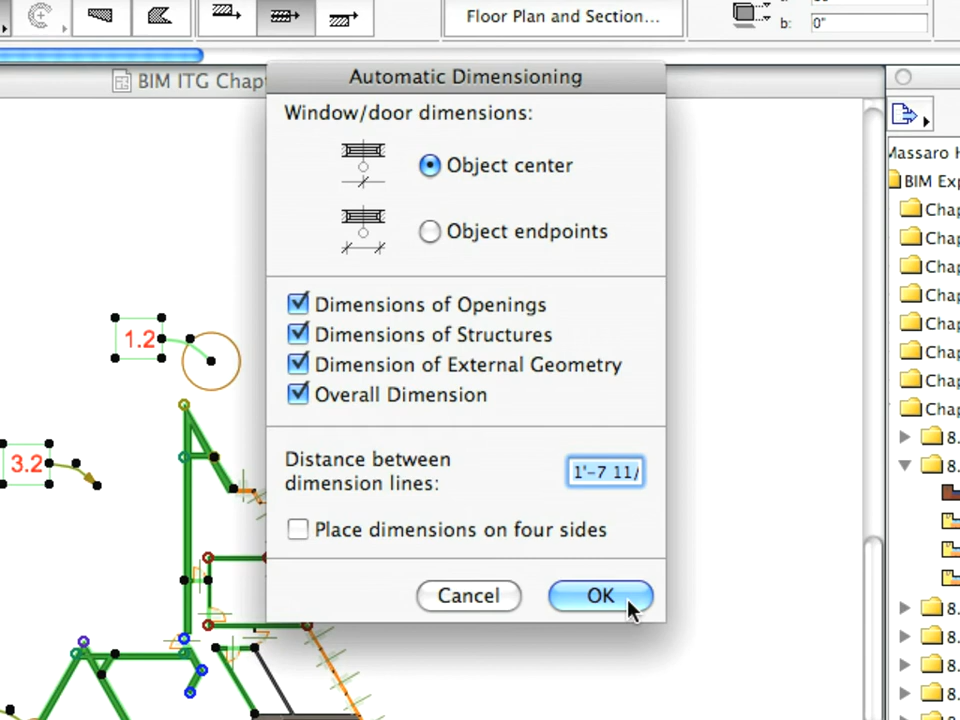 Floor Plan and Section...
b: 0"
BIM ITG Chap
Automatic Dimensioning
Window/door dimensions:
Object center
Object endpoints
Dimensions of Openings
Dimensions of Structures
Dimension of External Geometry
Overall Dimension
Distance between
dimension lines:
1'-7 11/
Place dimensions on four sides
Cancel
OK
1.2
3.2
Massaro H
BIM Exp
Chap
Chap
Chap
Chap
Chap
Chap
Chap
Chap
8.
8.
8.
8.
8.
8.